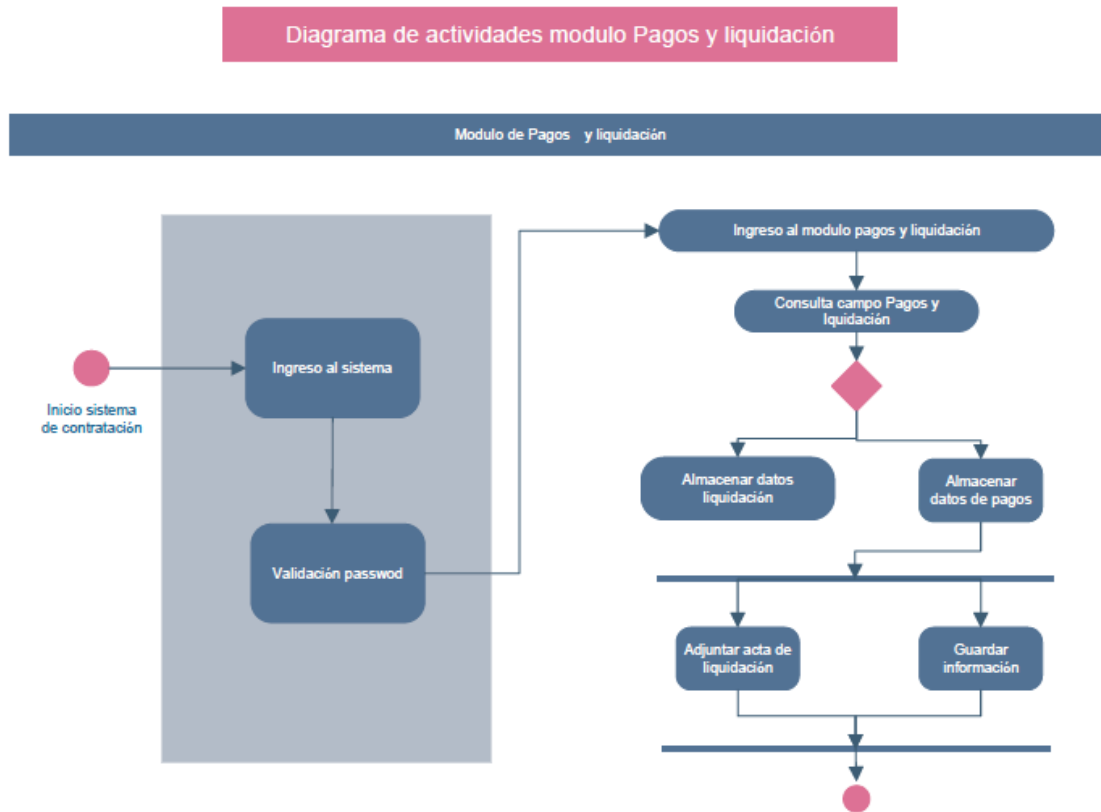 Diagrama de actividades modulo Pagos y liquidación
Modulo de Pagos y liquidación
Inicio sistema
de contratación
Ingreso al sistema
Validación passwod
Ingreso al modulo pagos y liquidación
Consulta campo Pagos y
lquidación
Almacenar datos
liquidación
Almacenar
datos de pagos
Adjuntar acta de
liquidación
Guardar
información